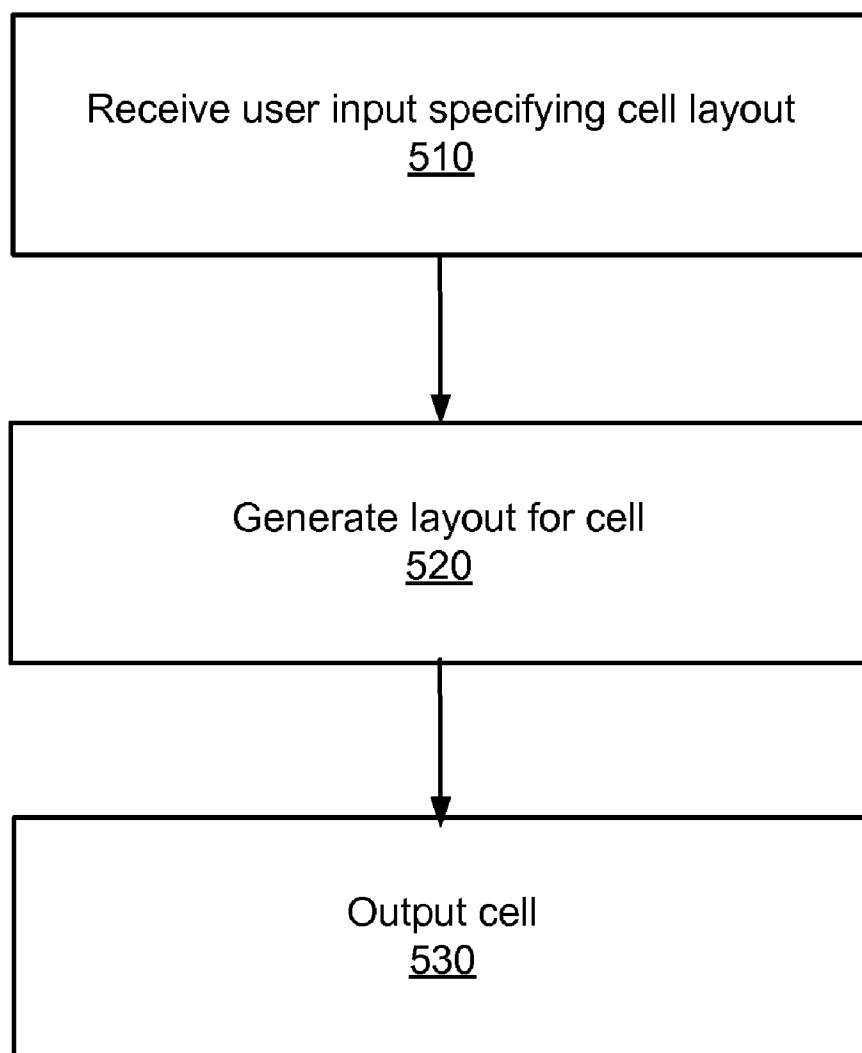 Receive user input specifying cell layout
510
Generate layout for cell
520
Output cell
530